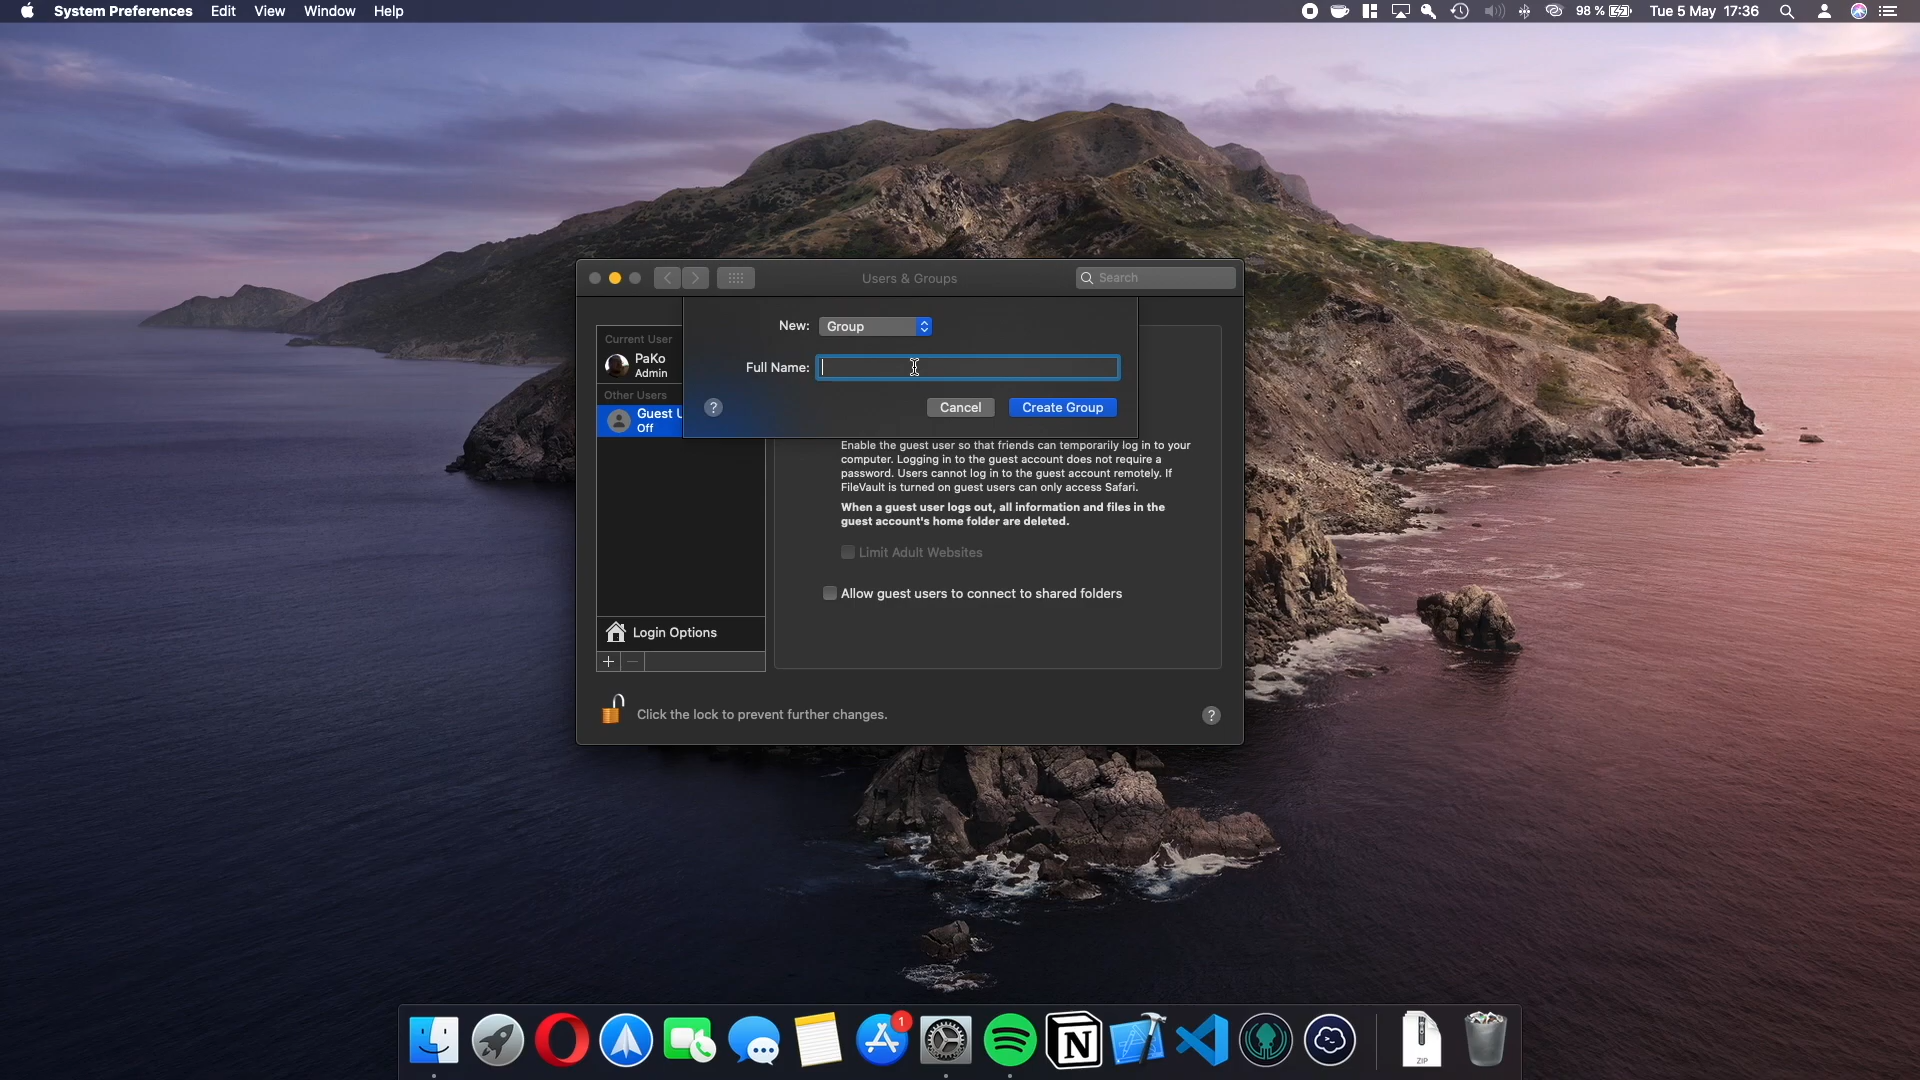 System Preferences Edit View Window Help
98 % Tue 5 May 17:36
Users & Groups
Search
New: Group
Full Name:
? Cancel Create Group
Current User
PaKo
Admin
Other Users
Guest U
Off
Enable the guest user so that friends can temporarily log in to your
computer. Logging in to the guest account does not require a
password. Users cannot log in to the guest account remotely. If
FileVault is turned on guest users can only access Safari.
When a guest user logs out, all information and files in the
guest account's home folder are deleted.
Limit Adult Websites
Allow guest users to connect to shared folders
Login Options
+ −
Click the lock to prevent further changes. ?
1
N
ZIP